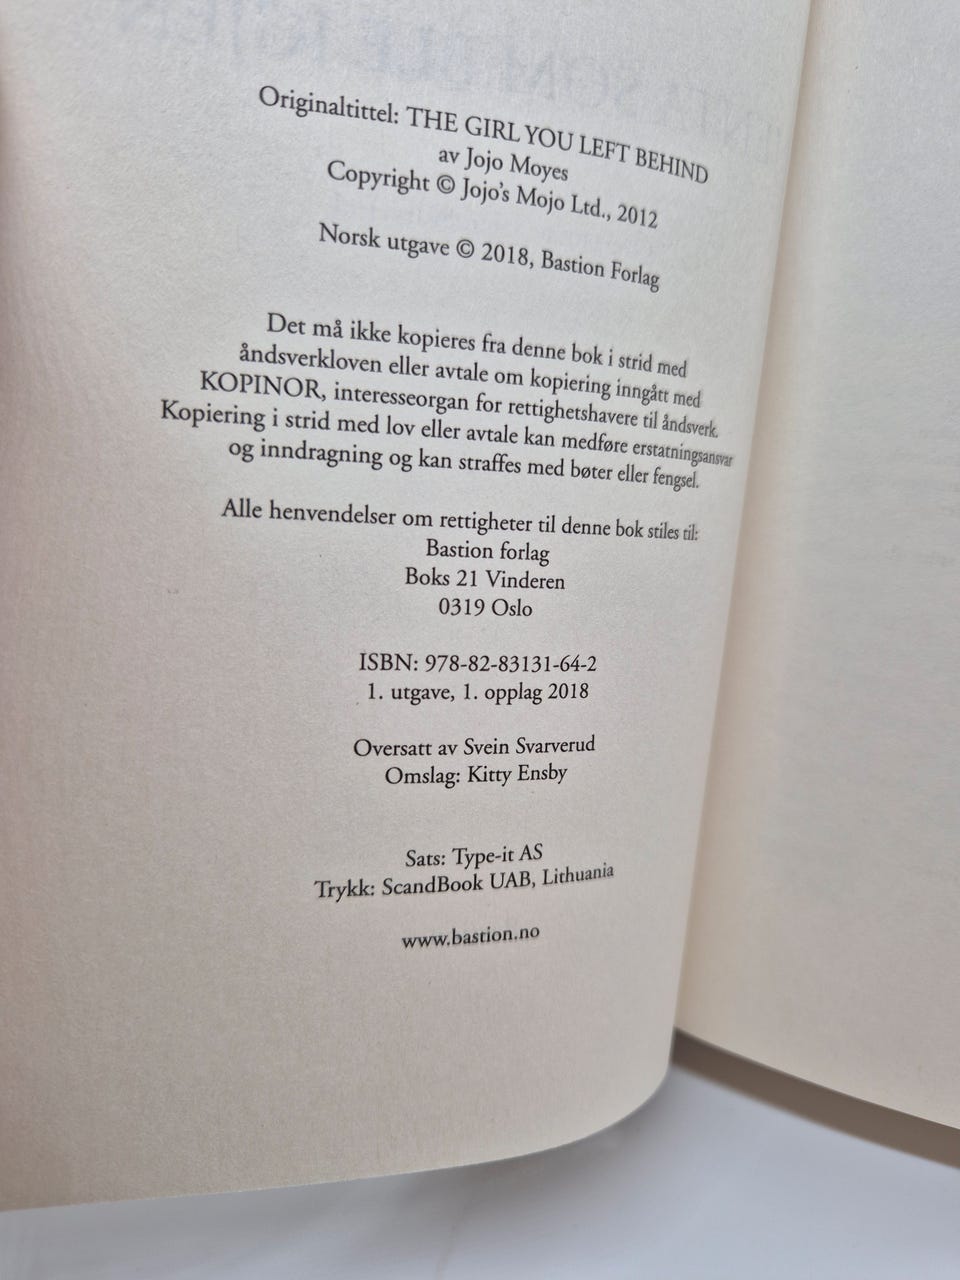 Originaltittel: THE GIRL YOU LEFT BEHIND
av Jojo Moyes
Copyright © Jojo's Mojo Ltd., 2012
Norsk utgave © 2018, Bastion Forlag
Det må ikke kopieres fra denne bok i strid med
åndsverkloven eller avtale om kopiering inngått med
KOPINOR, interesseorgan for rettighetshavere til åndsverk.
Kopiering i strid med lov eller avtale kan medføre erstatningsansvar
og inndragning og kan straffes med bøter eller fengsel.
Alle henvendelser om rettigheter til denne bok stiles til:
Bastion forlag
Boks 21 Vinderen
0319 Oslo
ISBN: 978-82-83131-64-2
1. utgave, 1. opplag 2018
Oversatt av Svein Svarverud
Omslag: Kitty Ensby
Sats: Type-it AS
Trykk: ScandBook UAB, Lithuania
www.bastion.no